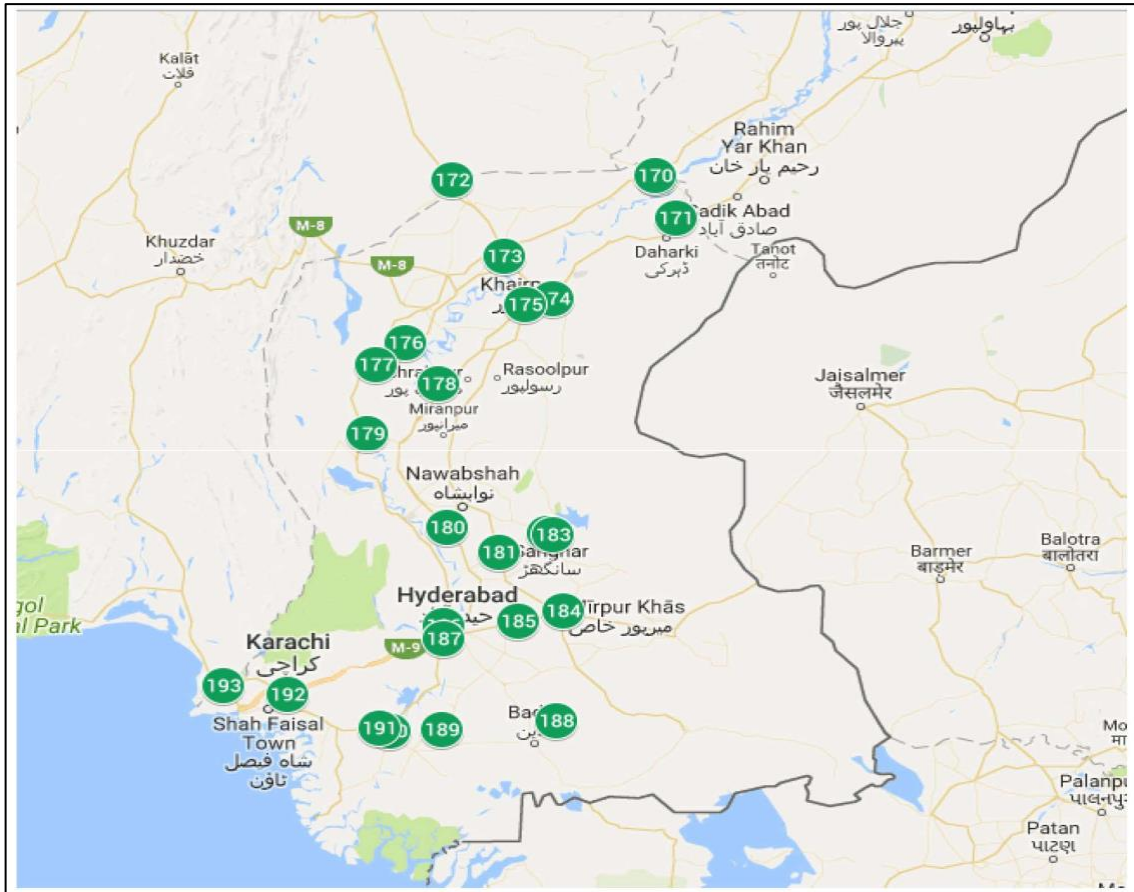 جلال پور
پیروالا
بہاولپور
Kalāt
قلات
Rahim
Yar Khan
رحیم یار خان
172
170
171
Sadik Abad
صادق آباد
M-8
Khuzdar
خضدار
173
M-8
Daharki
ڈہرکی
Tanot
तनोट
175
176
177
Rasoolpur
رسولپور
178
Jaisalmer
जैसलमेर
Miranpur
میرانپور
179
Nawabshah
نوابشاہ
180
183
181
سانگھڑ
Barmer
बाड़मेर
Balotra
बालोतरा
Hyderabad
184
Mīrpur Khās
میرپور خاص
185
187
M-9
al Park
Karachi
کراچی
193
192
Shah Faisal
Town
شاہ فیصل
ٹاؤن
191
189
188
Patan
પાટણ